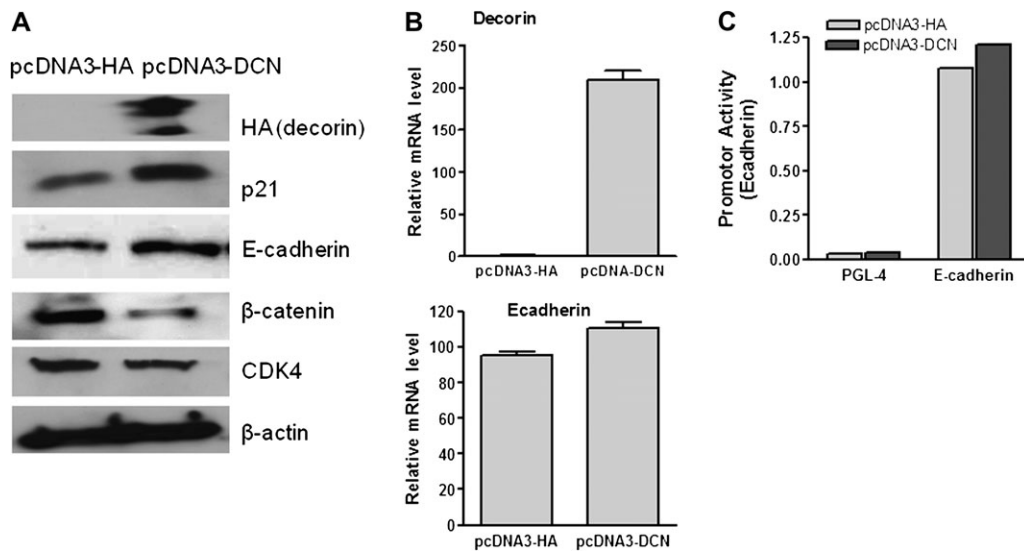 A
pcDNA3-HA pcDNA3-DCN
HA (decorin)
p21
E-cadherin
β-catenin
CDK4
β-actin
B
Decorin
Relative mRNA level
250
200
150
100
50
0
pcDNA3-HA pcDNA-DCN
Ecadherin
Relative mRNA level
120
100
80
60
40
20
0
pcDNA3-HA pcDNA3-DCN
C
pcDNA3-HA
pcDNA3-DCN
Promotor Activity
(Ecadherin)
1.25
1.00
0.75
0.50
0.25
0.00
PGL-4 E-cadherin